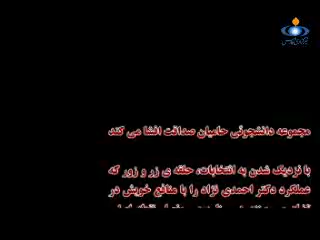 مجموعه دانشجوئی حامیان صداقت افشا می کند
با نزدیک شدن به انتخابات، حلقه ی زر و زور که
عملکرد دکتر احمدی نژاد را با منافع خویش در